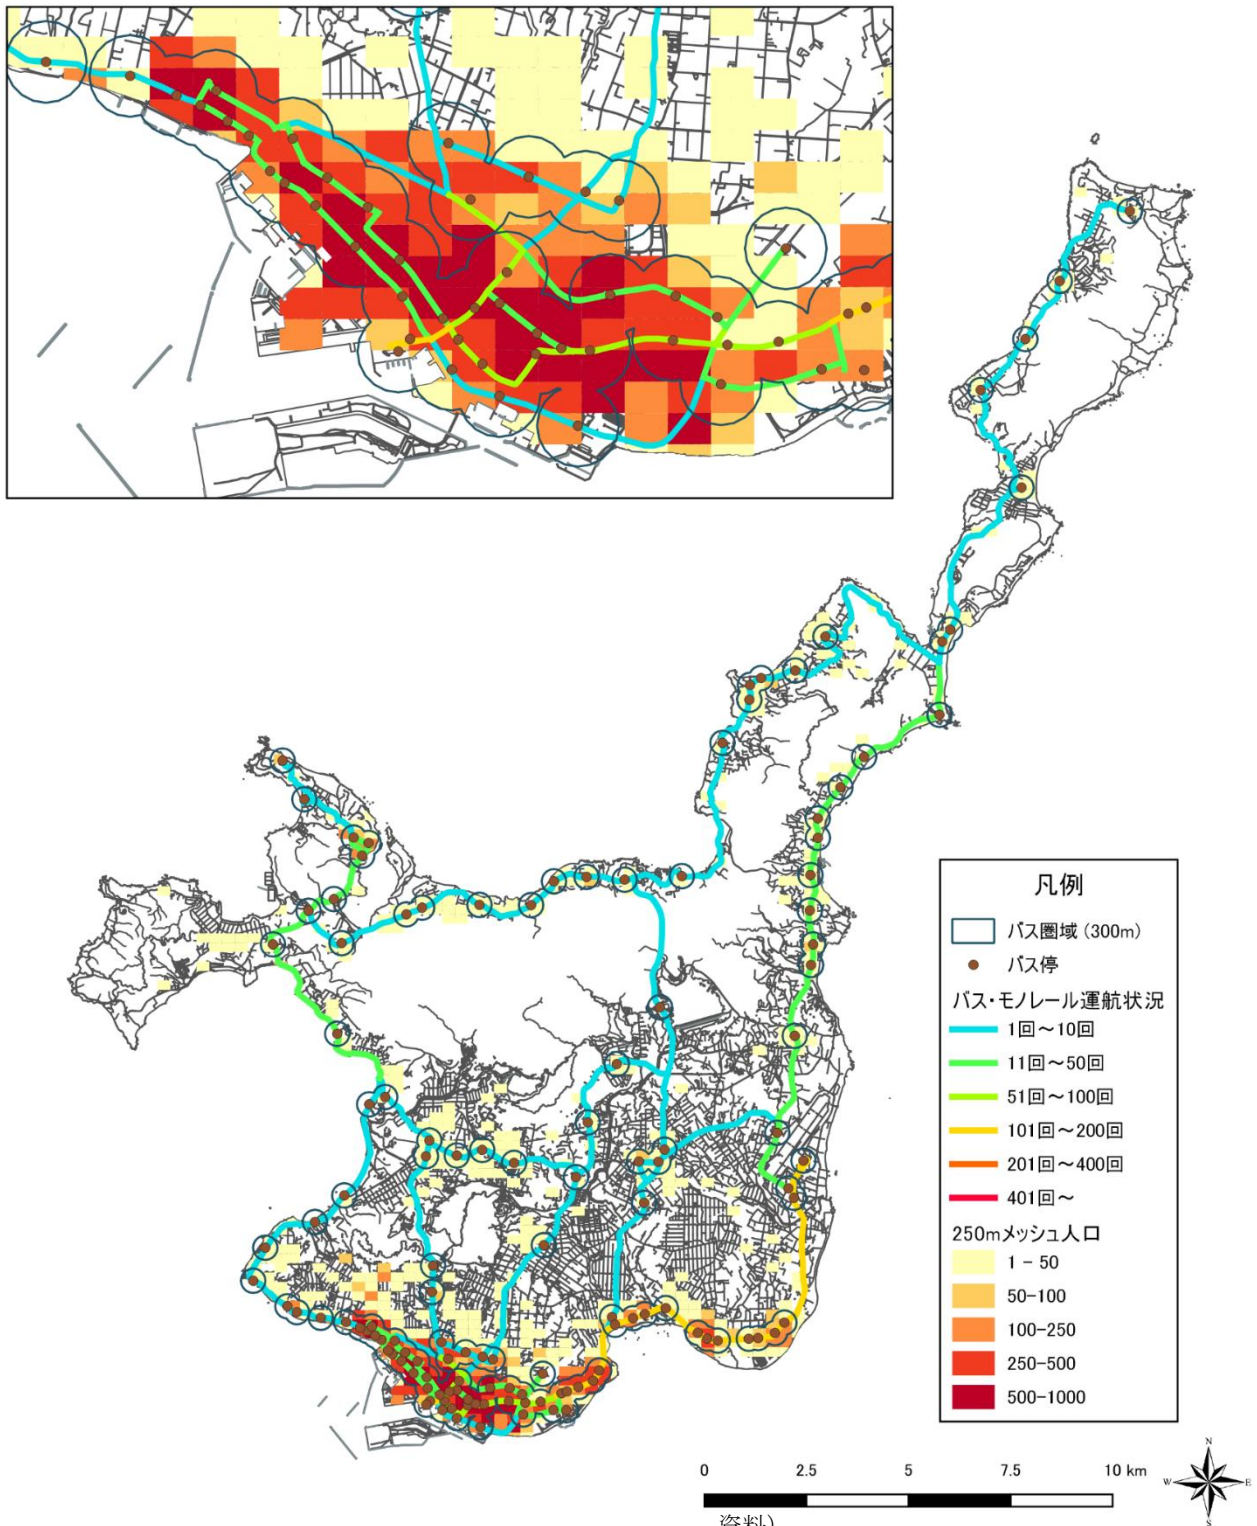 凡例
バス圏域 (300m)
バス停
バス・モノレール運航状況
1回～10回
11回～50回
51回～100回
101回～200回
201回～400回
401回～
250mメッシュ人口
1 - 50
50-100
100-250
250-500
500-1000
0 2.5 5 7.5 10 km
N
W E
S
資料)